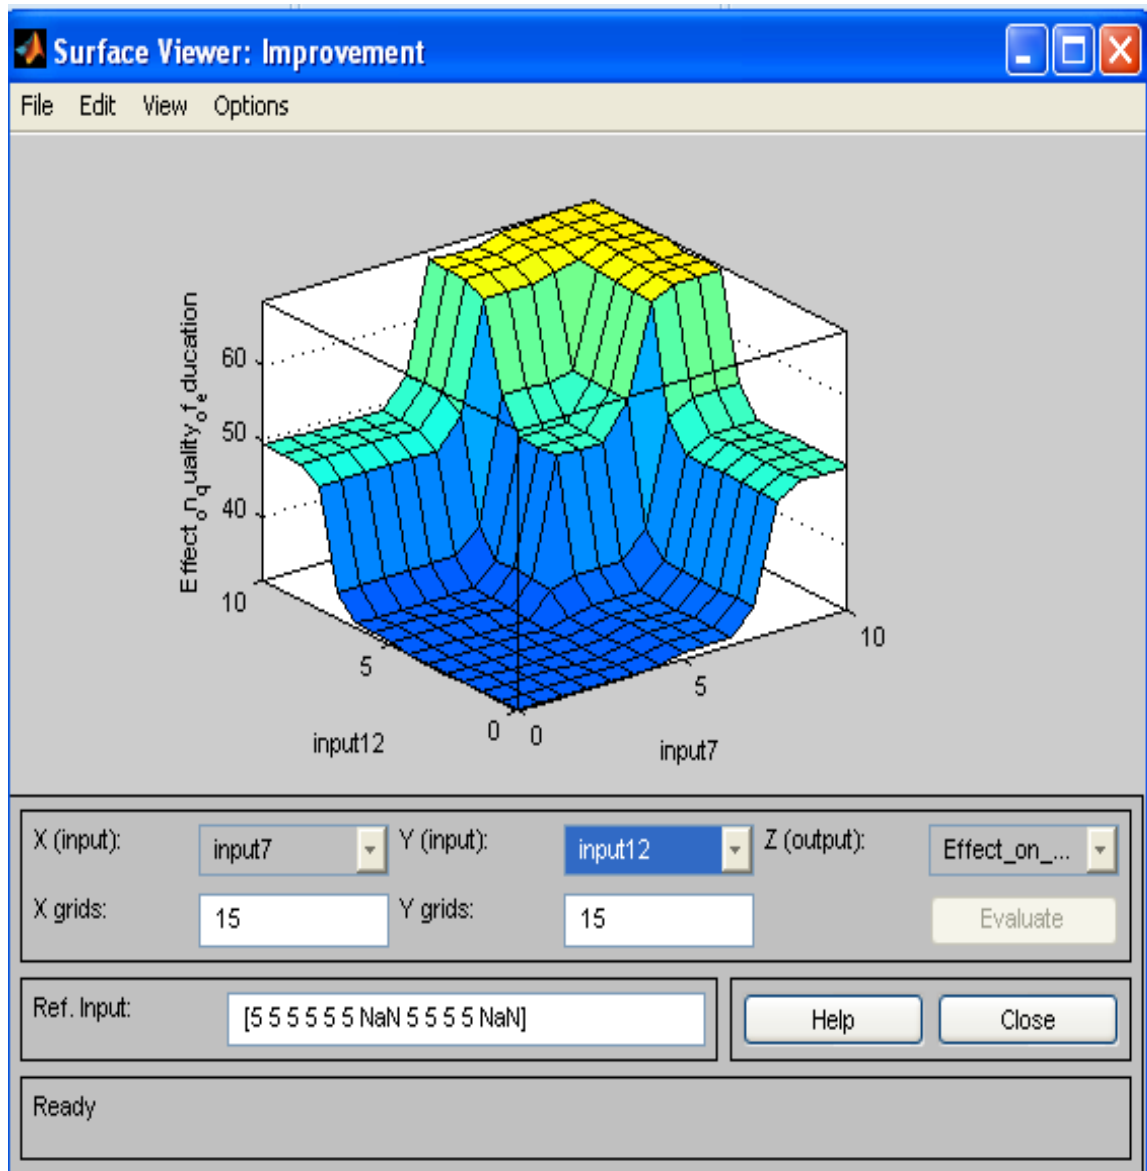 Surface Viewer: Improvement
File Edit View Options
Effect_on_quality_of_education
60
50
40
10
5
0
0
5
10
input12
input7
X (input): input7 Y (input): input12 Z (output): Effect_on_...
X grids: 15 Y grids: 15 Evaluate
Ref. Input: [5 5 5 5 5 5 NaN 5 5 5 5 NaN] Help Close
Ready